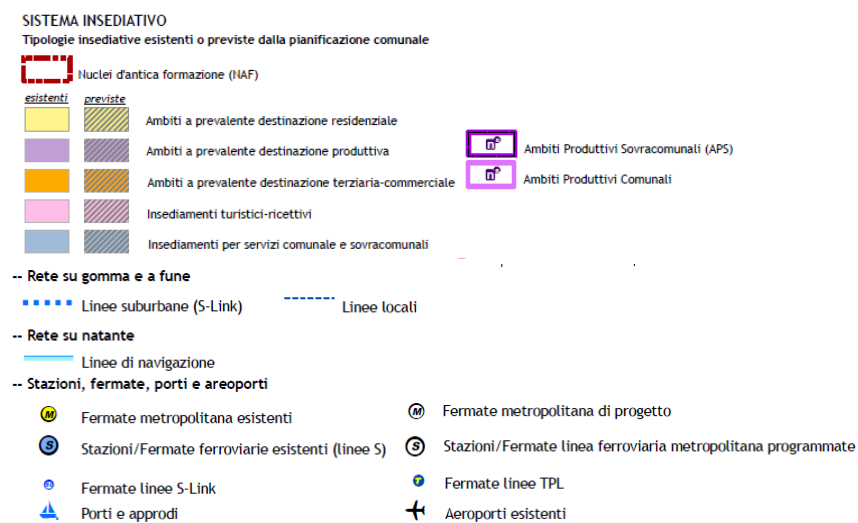 SISTEMA INSEDIATIVO
Tipologie insediative esistenti o previste dalla pianificazione comunale
Nuclei d'antica formazione (NAF)
esistenti previste
Ambiti a prevalente destinazione residenziale
Ambiti a prevalente destinazione produttiva
Ambiti Produttivi Sovracomunali (APS)
Ambiti a prevalente destinazione terziaria-commerciale
Ambiti Produttivi Comunali
Insediamenti turistici-ricettivi
Insediamenti per servizi comunale e sovracomunali
-- Rete su gomma e a fune
Linee suburbane (S-Link) Linee locali
-- Rete su natante
Linee di navigazione
-- Stazioni, fermate, porti e areoporti
M Fermate metropolitana esistenti M Fermate metropolitana di progetto
S Stazioni/Fermate ferroviarie esistenti (linee S) S Stazioni/Fermate linea ferroviaria metropolitana programmate
Fermate linee S-Link T Fermate linee TPL
Porti e approdi Aeroporti esistenti